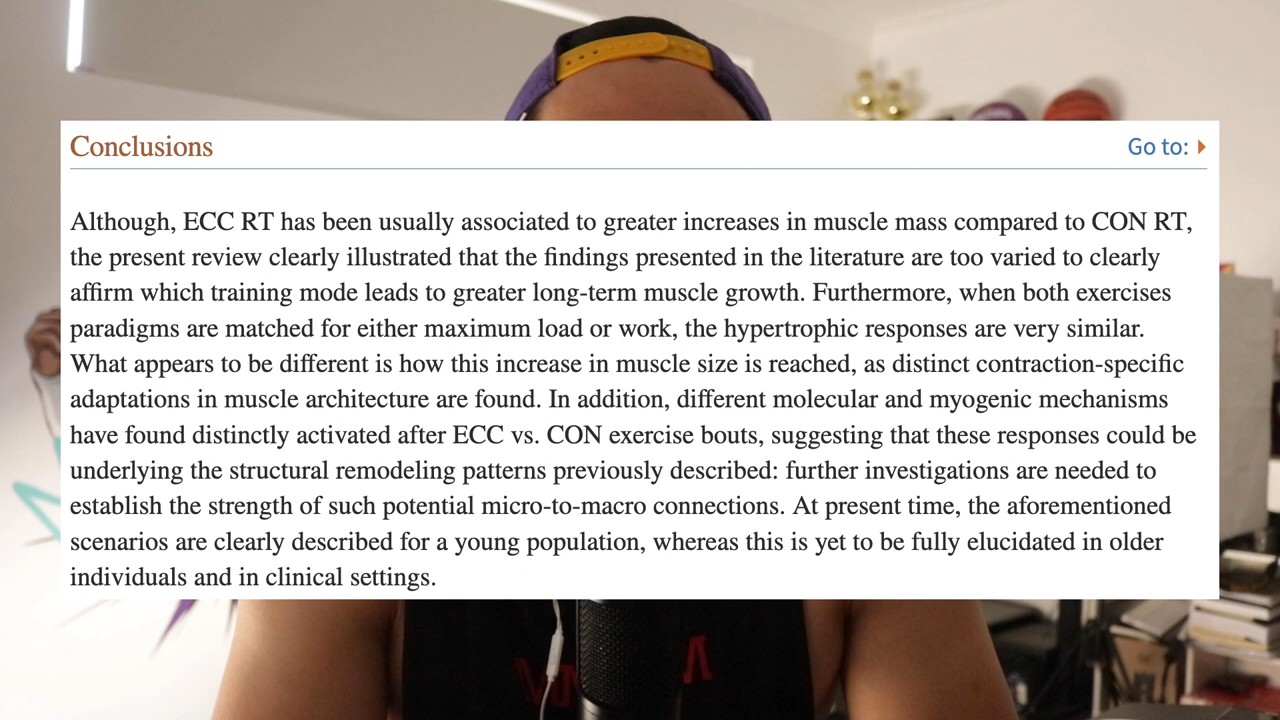 Conclusions
Go to:
Although, ECC RT has been usually associated to greater increases in muscle mass compared to CON RT,
the present review clearly illustrated that the findings presented in the literature are too varied to clearly
affirm which training mode leads to greater long-term muscle growth. Furthermore, when both exercises
paradigms are matched for either maximum load or work, the hypertrophic responses are very similar.
What appears to be different is how this increase in muscle size is reached, as distinct contraction-specific
adaptations in muscle architecture are found. In addition, different molecular and myogenic mechanisms
have found distinctly activated after ECC vs. CON exercise bouts, suggesting that these responses could be
underlying the structural remodeling patterns previously described: further investigations are needed to
establish the strength of such potential micro-to-macro connections. At present time, the aforementioned
scenarios are clearly described for a young population, whereas this is yet to be fully elucidated in older
individuals and in clinical settings.